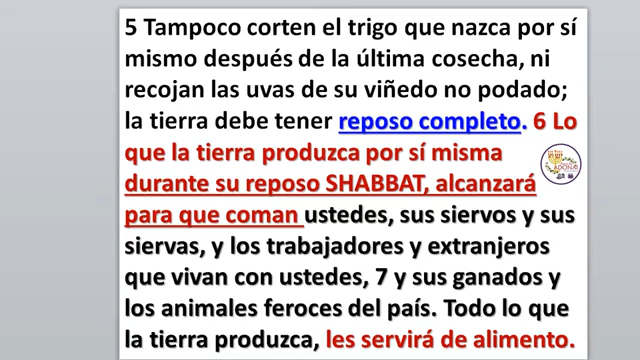 5 Tampoco corten el trigo que nazca por sí
mismo después de la última cosecha, ni
recojan las uvas de su viñedo no podado;
la tierra debe tener reposo completo. 6 Lo
que la tierra produzca por sí misma
durante su reposo SHABBAT, alcanzará
para que coman ustedes, sus siervos y sus
siervas, y los trabajadores y extranjeros
que vivan con ustedes, 7 y sus ganados y
los animales feroces del país. Todo lo que
la tierra produzca, les servirá de alimento.
ADONAI